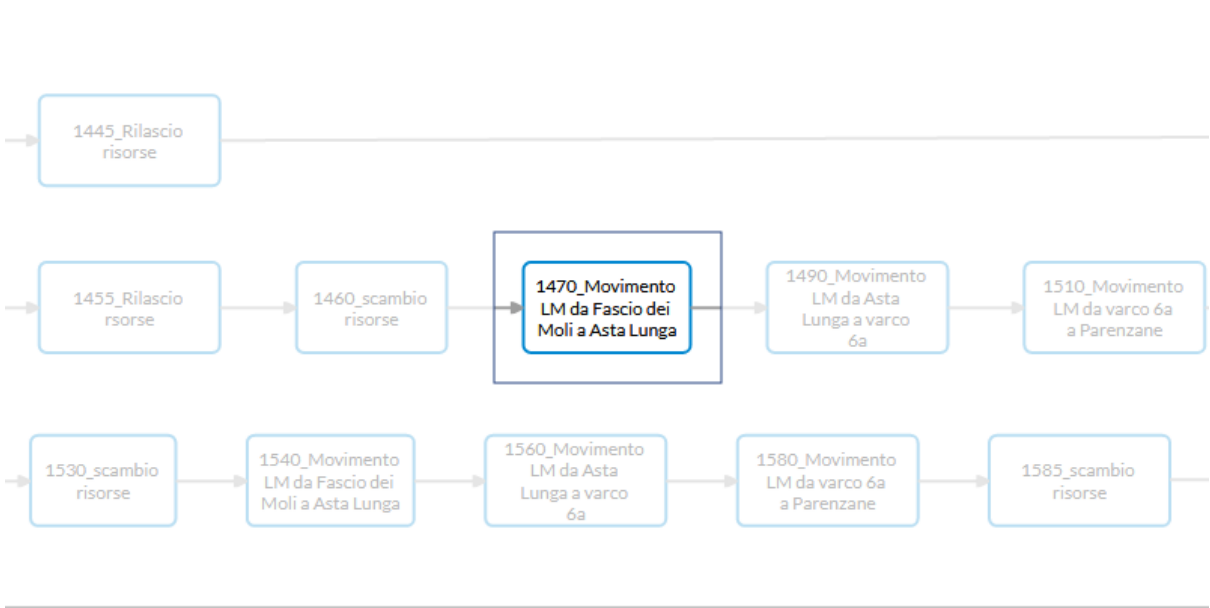 1445_Rilascio
risorse
1455_Rilascio
rsorse
1460_scambio
risorse
1470_Movimento
LM da Fascio dei
Moli a Asta Lunga
1490_Movimento
LM da Asta
Lunga a varco
6a
1510_Movimento
LM da varco 6a
a Parenzane
1530_scambio
risorse
1540_Movimento
LM da Fascio dei
Moli a Asta Lunga
1560_Movimento
LM da Asta
Lunga a varco
6a
1580_Movimento
LM da varco 6a
a Parenzane
1585_scambio
risorse